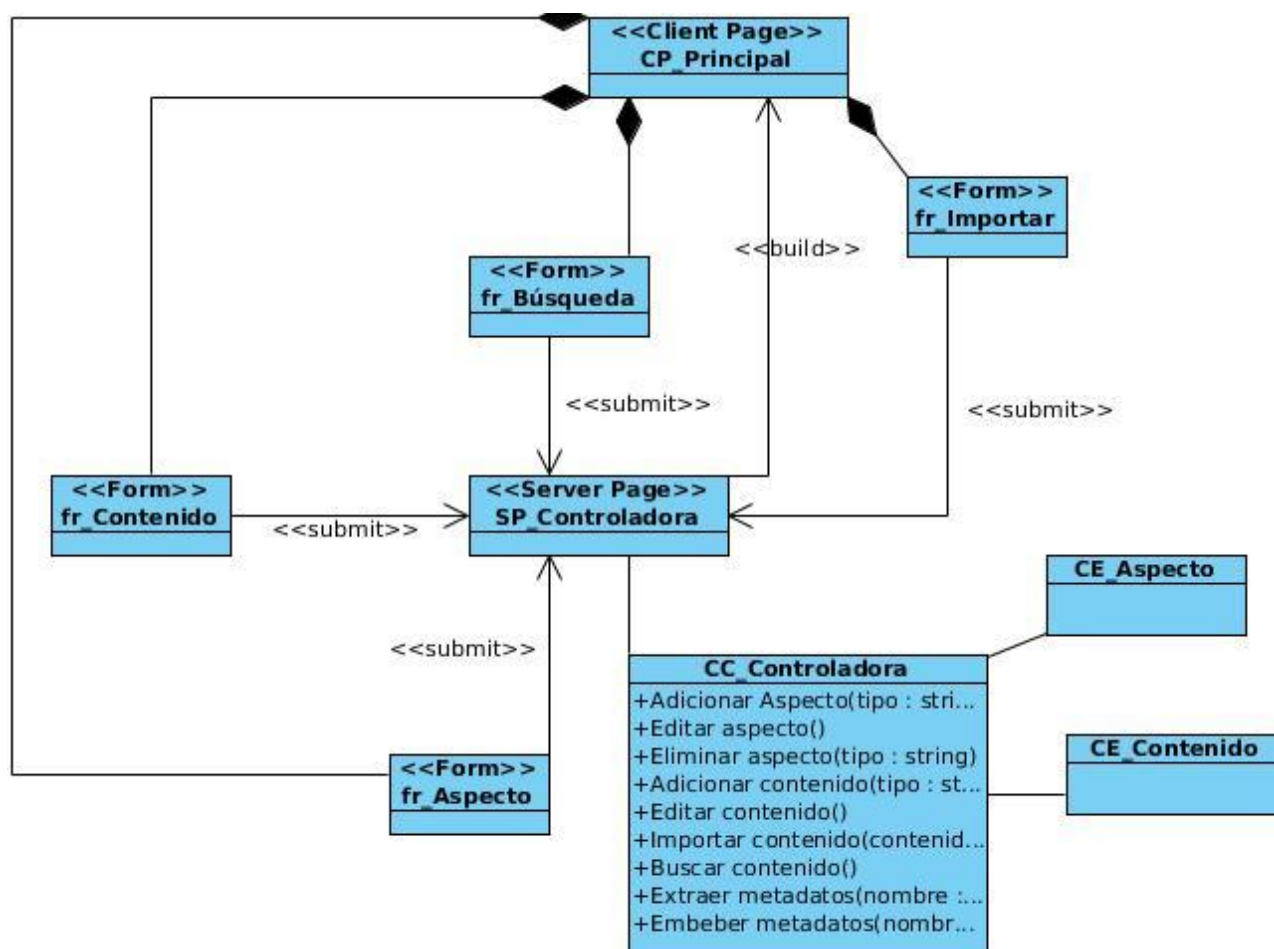 <<Client Page>>
CP_Principal
<<Form>>
fr_Importar
<<build>>
<<Form>>
fr_Búsqueda
<<submit>>
<<submit>>
<<Form>>
fr_Contenido
<<submit>>
<<Server Page>>
SP_Controladora
CE_Aspecto
<<submit>>
CC_Controladora
+Adicionar Aspecto(tipo : stri...
+Editar aspecto()
+Eliminar aspecto(tipo : string)
+Adicionar contenido(tipo : st...
+Editar contenido()
+Importar contenido(contenid...
+Buscar contenido()
+Extraer metadatos(nombre :...
+Embeber metadatos(nombr...
CE_Contenido
<<Form>>
fr_Aspecto